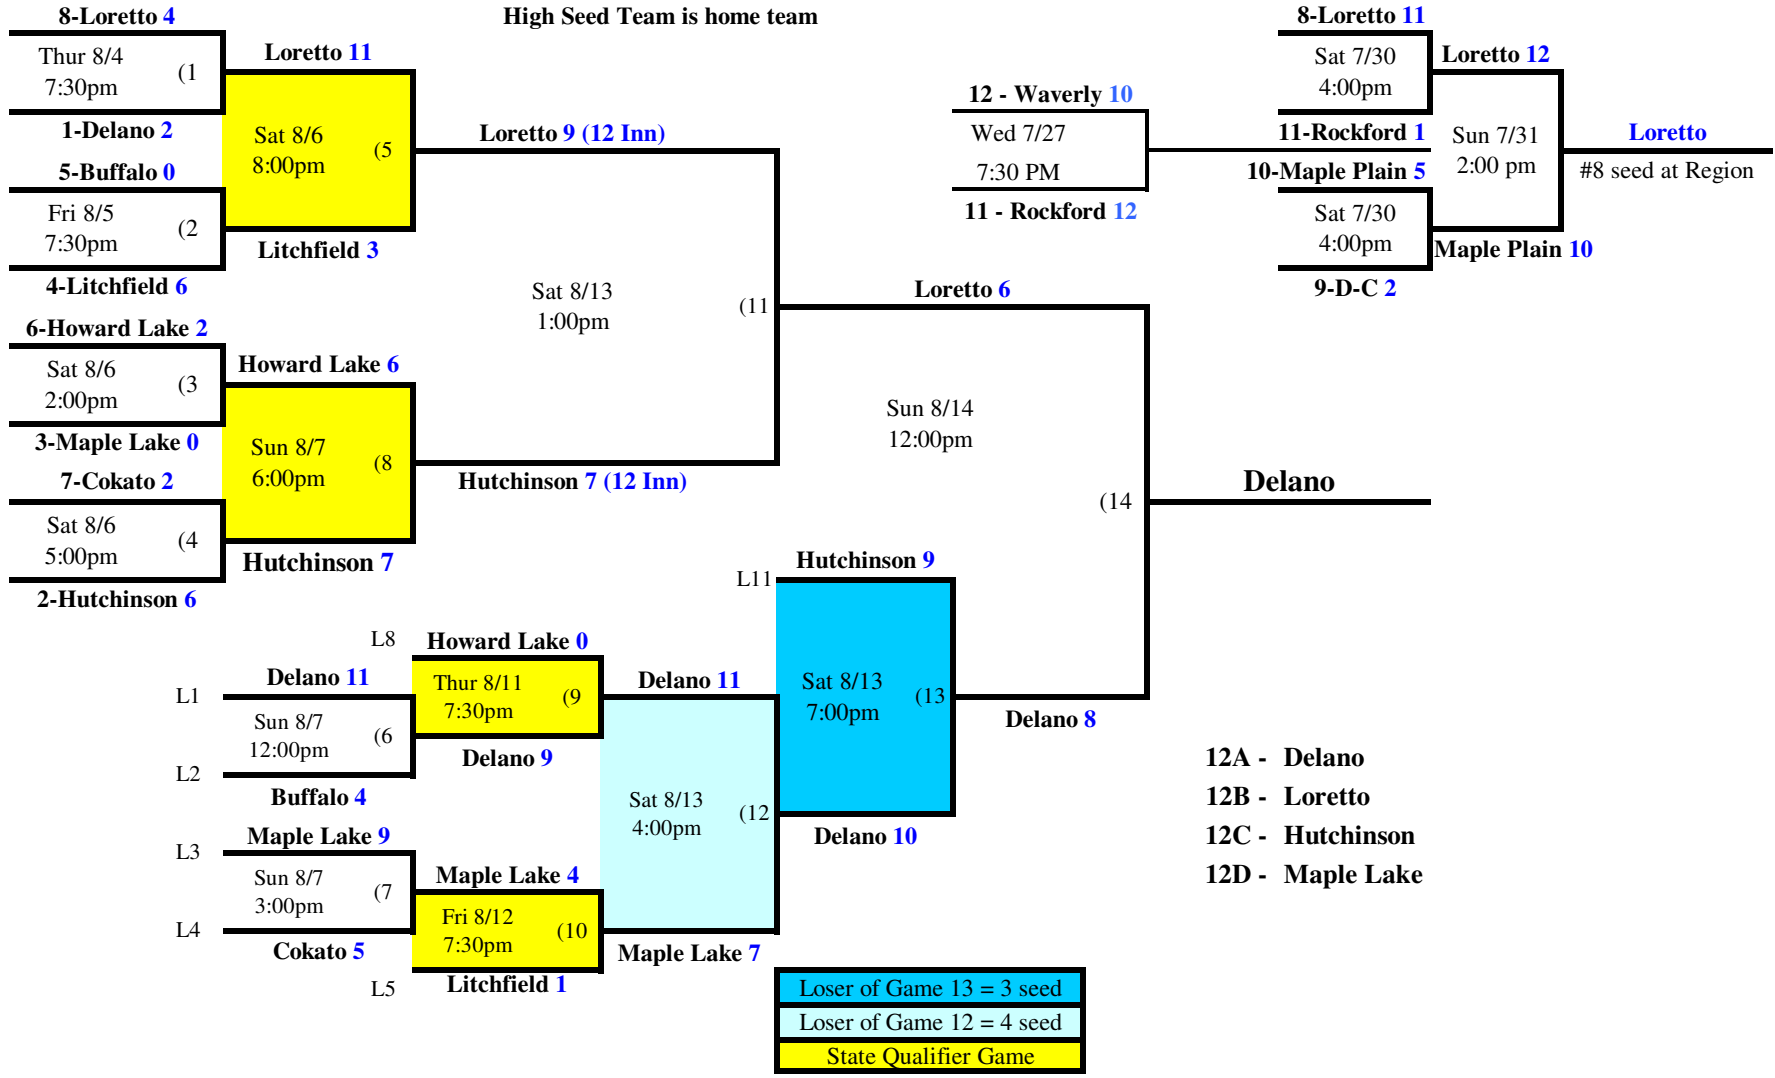 8-Loretto 4
High Seed Team is home team
8-Loretto 11
Thur 8/4
7:30pm
(1
Loretto 11
Sat 7/30
4:00pm
Loretto 12
1-Delano 2
12 - Waverly 10
11-Rockford 1
5-Buffalo 0
Sat 8/6
8:00pm
(5
Loretto 9 (12 Inn)
Wed 7/27
7:30 PM
Sun 7/31
2:00 pm
Loretto
#8 seed at Region
10-Maple Plain 5
Fri 8/5
7:30pm
(2
11 - Rockford 12
Sat 7/30
4:00pm
Litchfield 3
Maple Plain 10
4-Litchfield 6
9-D-C 2
Sat 8/13
1:00pm
(11
Loretto 6
6-Howard Lake 2
Sat 8/6
2:00pm
(3
Howard Lake 6
3-Maple Lake 0
Sun 8/7
6:00pm
(8
Sun 8/14
12:00pm
7-Cokato 2
Hutchinson 7 (12 Inn)
Delano
(14
Sat 8/6
5:00pm
(4
Hutchinson 7
2-Hutchinson 6
Hutchinson 9
L11
L8
Howard Lake 0
Delano 11
L1
Thur 8/11
7:30pm
(9
Delano 11
Sat 8/13
7:00pm
(13
Sun 8/7
12:00pm
(6
Delano 8
L2
Delano 9
Buffalo 4
Sat 8/13
4:00pm
(12
Delano 10
Maple Lake 9
L3
Sun 8/7
3:00pm
(7
Maple Lake 4
L4
Fri 8/12
7:30pm
(10
Cokato 5
Maple Lake 7
L5
Litchfield 1
12A - Delano
12B - Loretto
12C - Hutchinson
12D - Maple Lake
Loser of Game 13 = 3 seed
Loser of Game 12 = 4 seed
State Qualifier Game